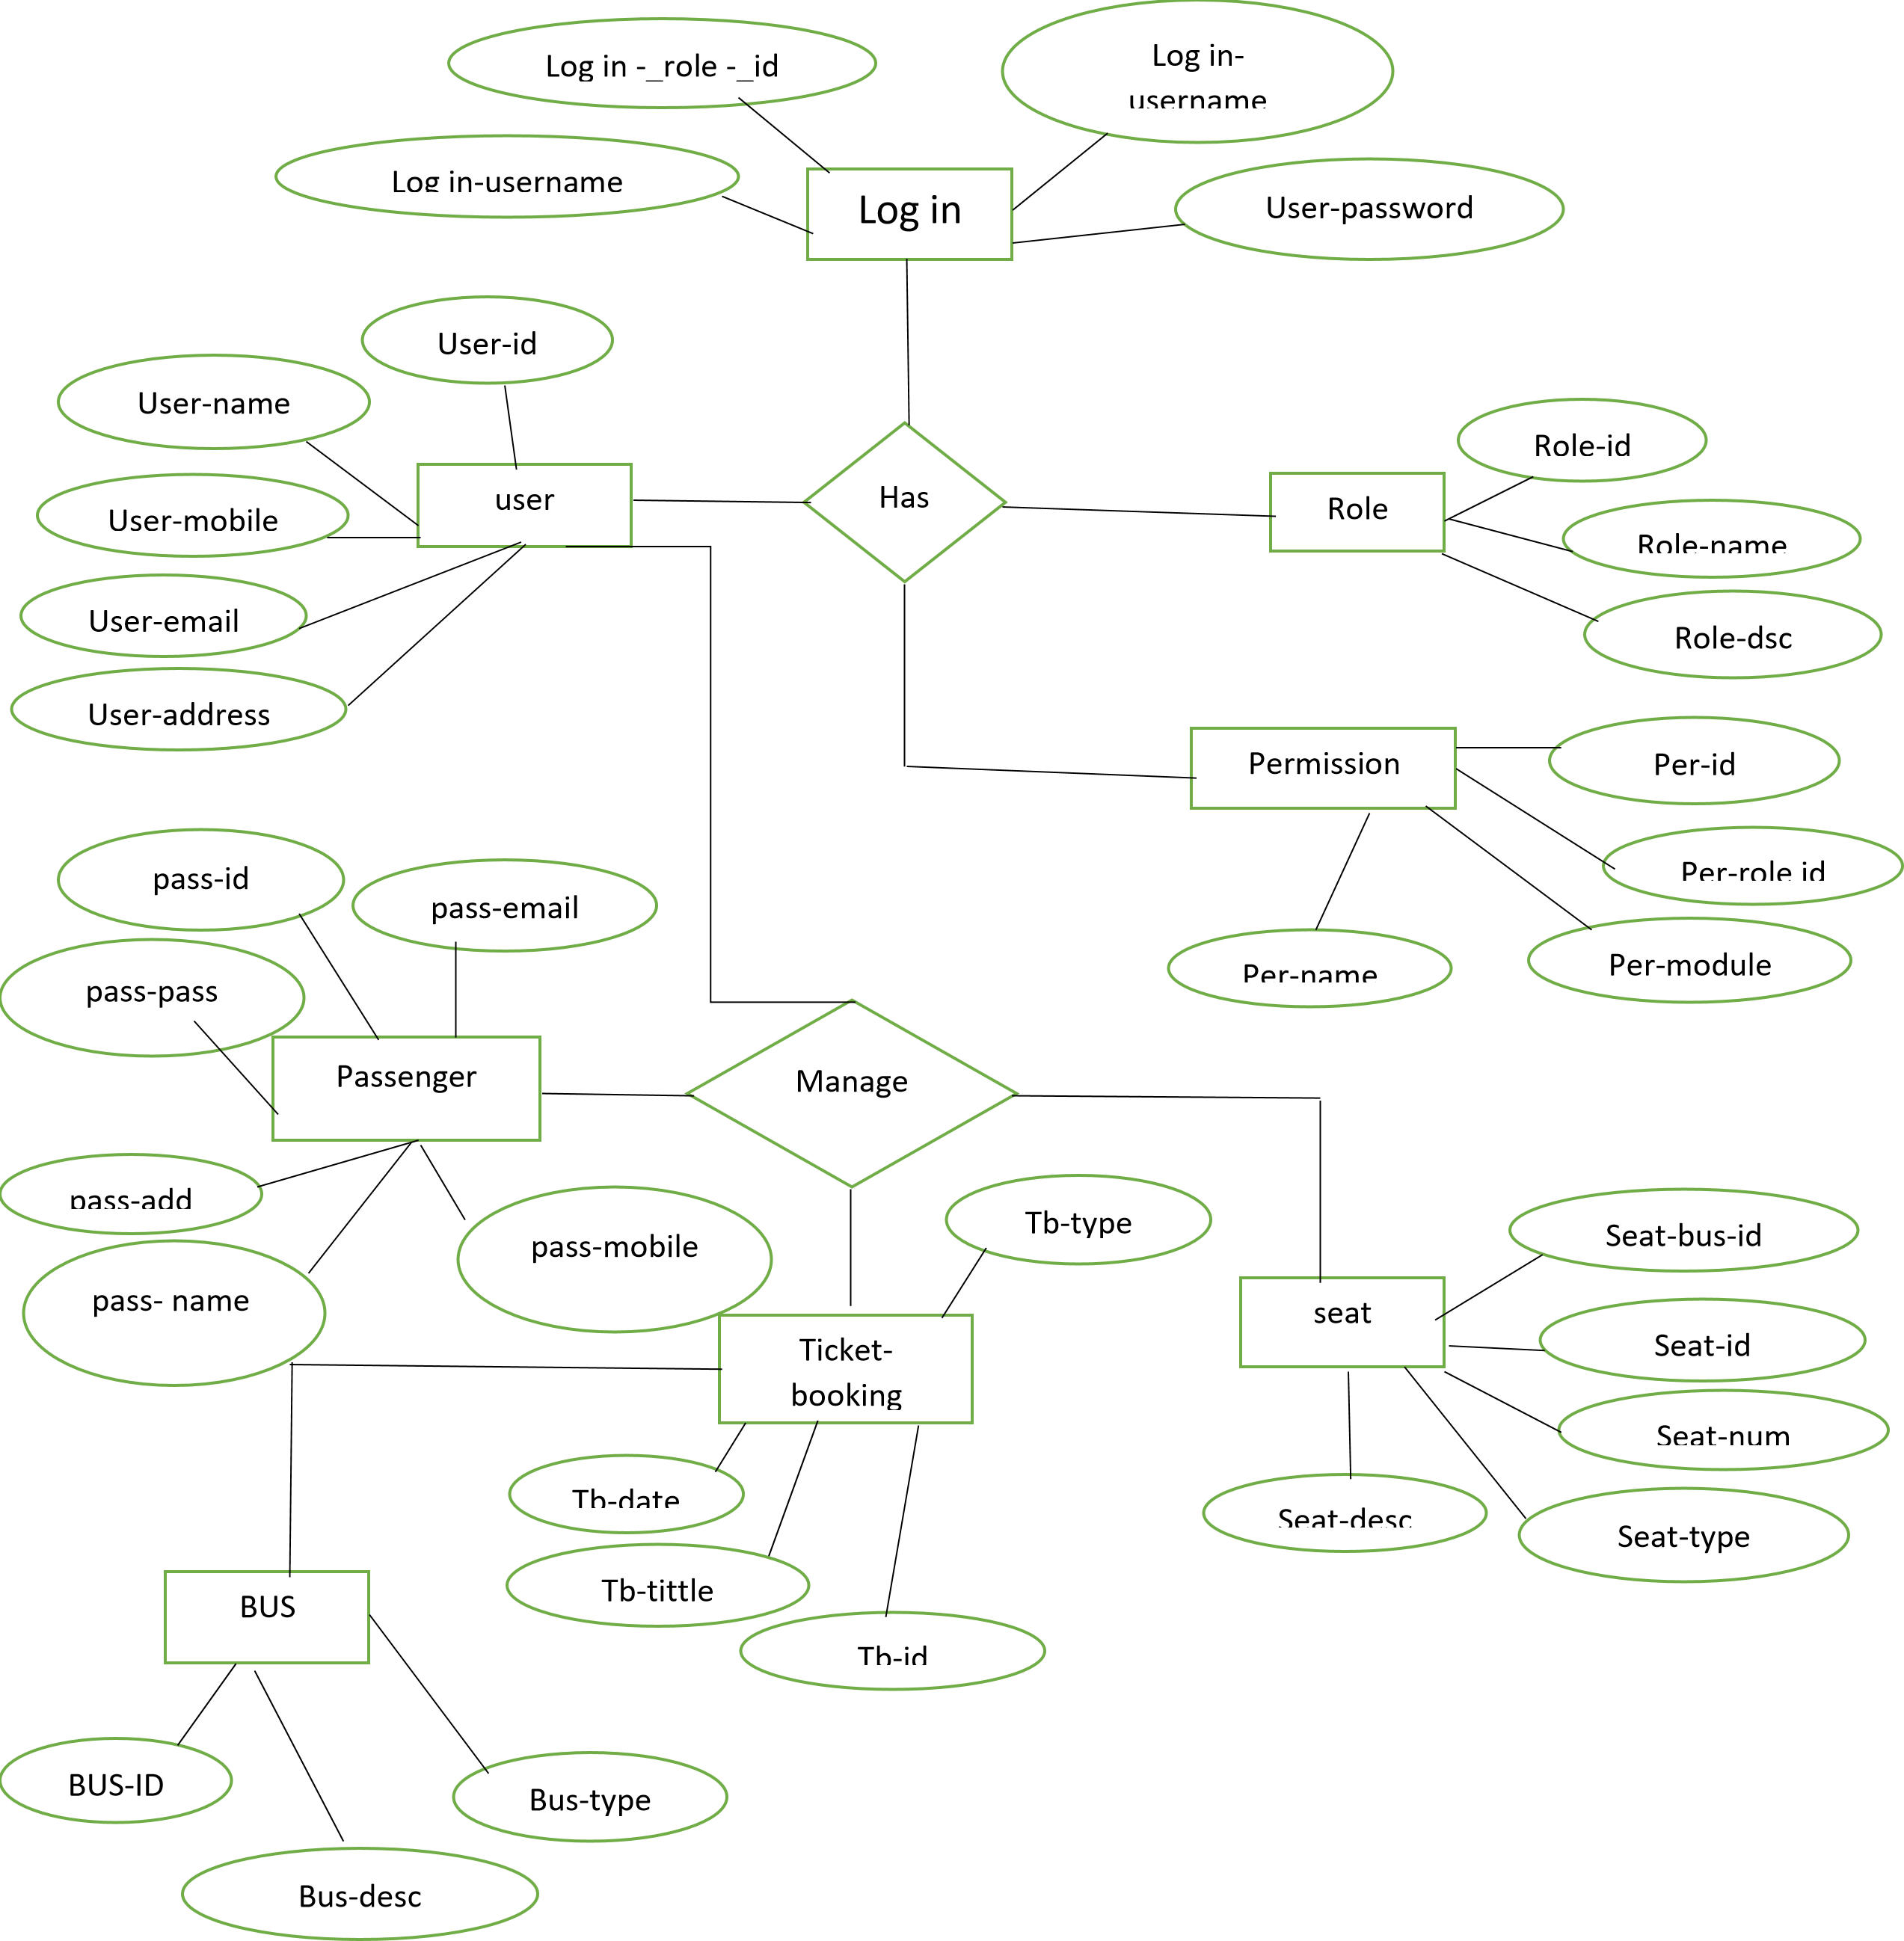 Log in -_role -_id
Log in-
username
Log in-username
Log in
User-password
User-id
User-name
user
User-mobile
User-email
User-address
Has
Role
Role-id
Role-name
Role-dsc
Permission
Per-id
Per-role id
Per-module
Per-name
pass-id
pass-email
pass-pass
Passenger
Manage
pass-add
pass- name
pass-mobile
Tb-type
Ticket-
booking
seat
Seat-bus-id
Seat-id
Seat-num
Seat-type
Seat-desc
Tb-date
Tb-tittle
Tb-id
BUS
BUS-ID
Bus-type
Bus-desc